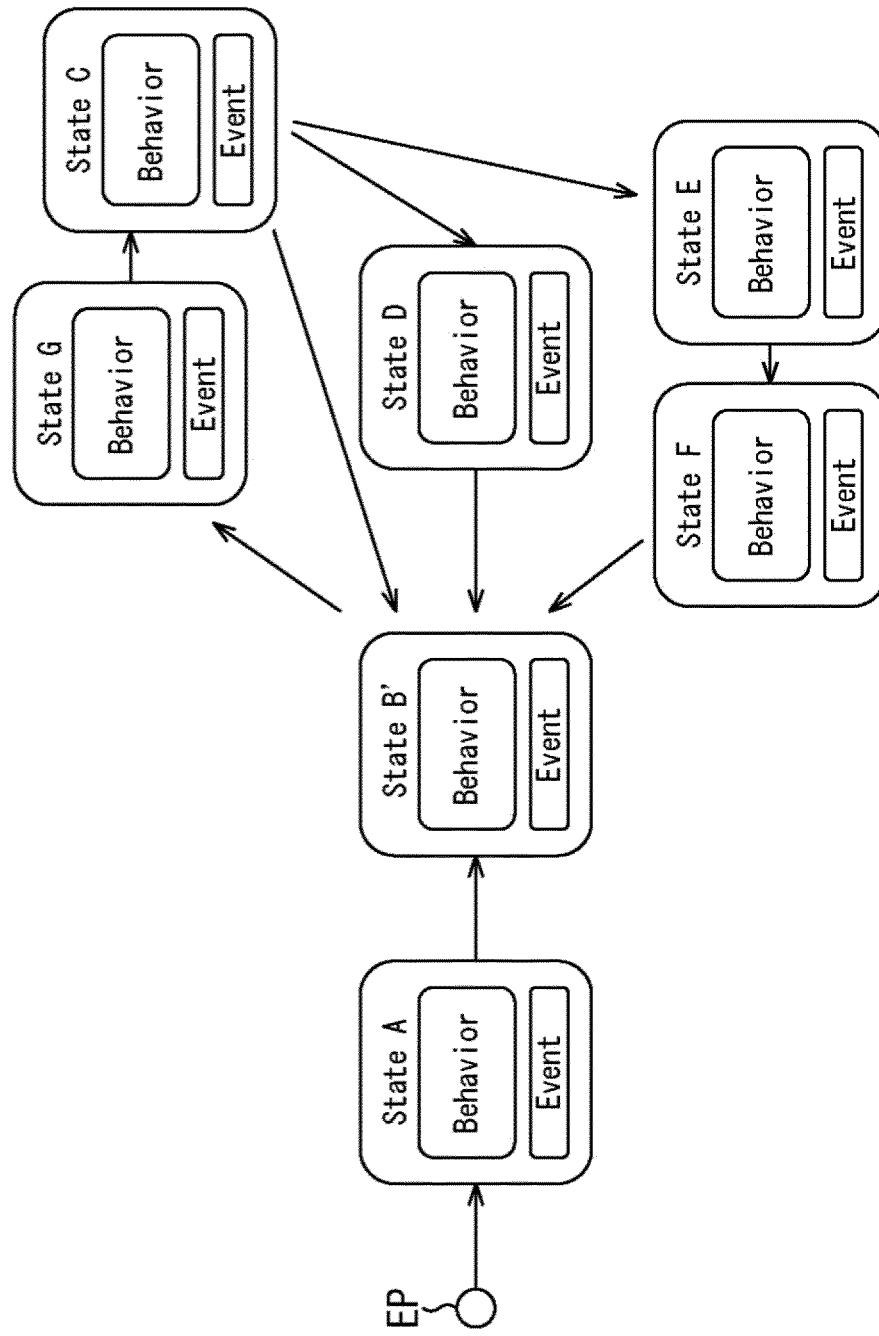 EP
State A
Behavior
Event
State B'
Behavior
Event
State G
Behavior
Event
State C
Behavior
Event
State D
Behavior
Event
State F
Behavior
Event
State E
Behavior
Event